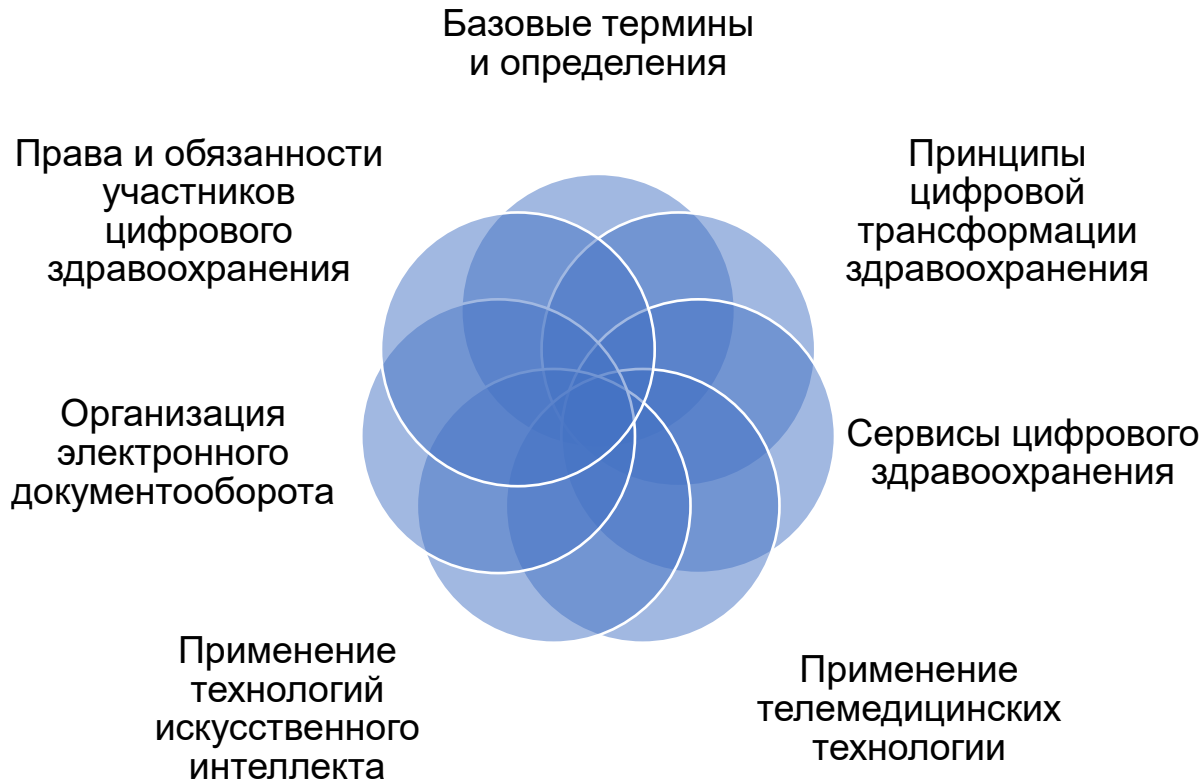 Базовые термины
и определения
Принципы
цифровой
трансформации
здравоохранения
Сервисы цифрового
здравоохранения
Применение
телемедицинских
технологии
Применение
технологий
искусственного
интеллекта
Организация
электронного
документооборота
Права и обязанности
участников
цифрового
здравоохранения